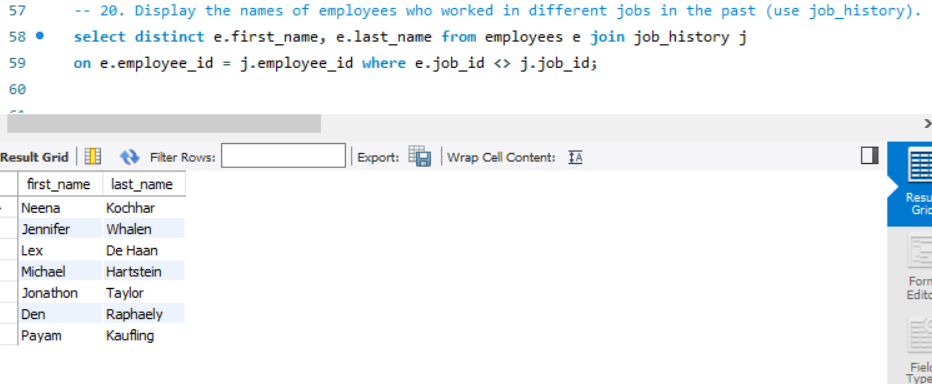 57 -- 20. Display the names of employees who worked in different jobs in the past (use job_history).
58 select distinct e.first_name, e.last_name from employees e join job_history j
59 on e.employee_id = j.employee_id where e.job_id <> j.job_id;
60
Result Grid Filter Rows: Export: Wrap Cell Content: IA
first_name last_name
Neena Kochhar
Jennifer Whalen
Lex De Haan
Michael Hartstein
Jonathon Taylor
Den Raphaely
Payam Kaufling